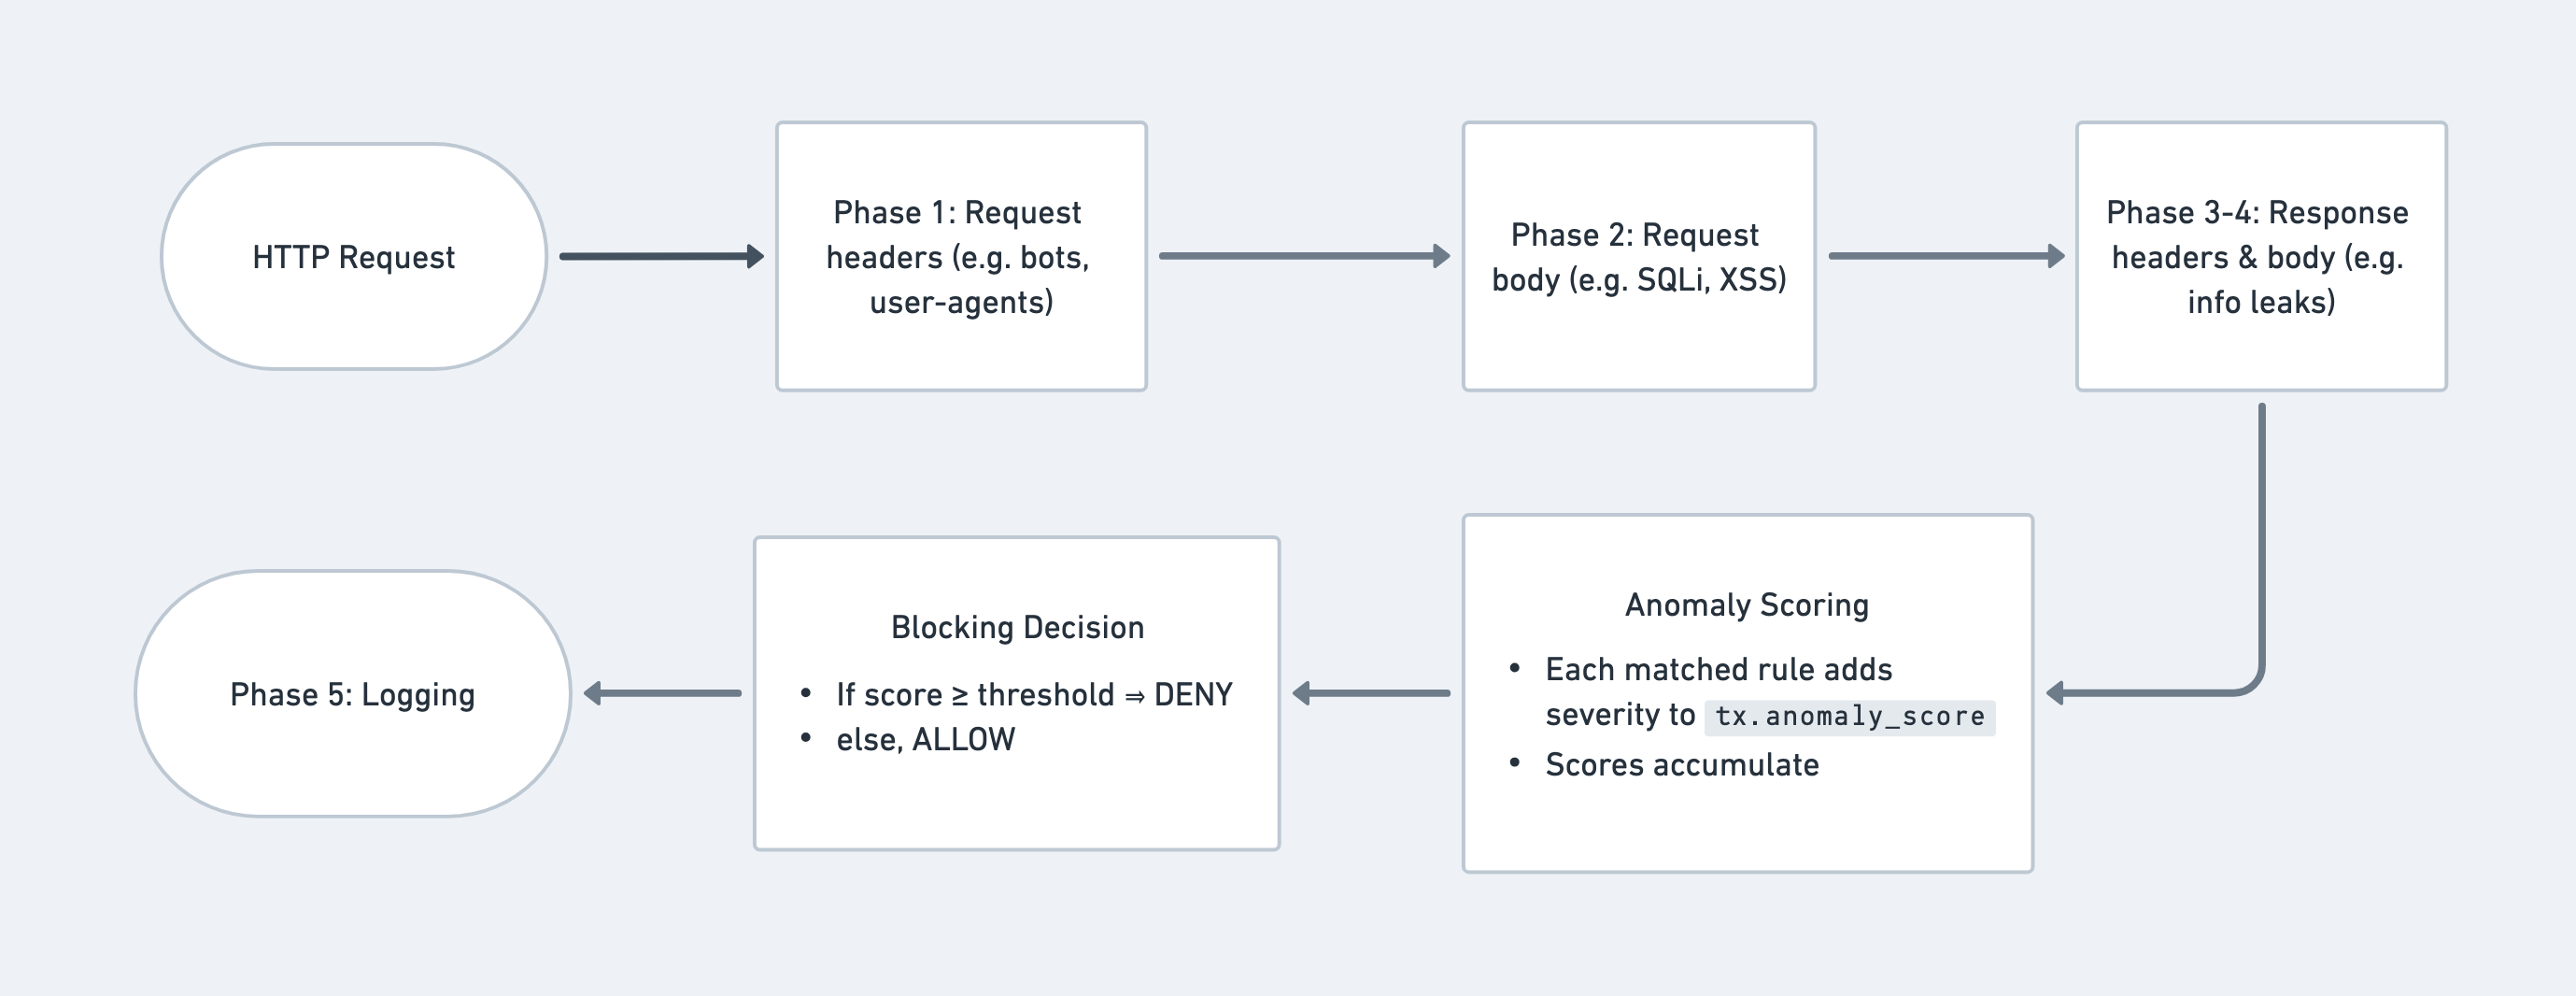 HTTP Request
Phase 1: Request
headers (e.g. bots,
user-agents)
Phase 2: Request
body (e.g. SQLi, XSS)
Phase 3-4: Response
headers & body (e.g.
info leaks)
Anomaly Scoring
• Each matched rule adds
severity to tx.anomaly_score
• Scores accumulate
Blocking Decision
• If score ≥ threshold ⇒ DENY
• else, ALLOW
Phase 5: Logging